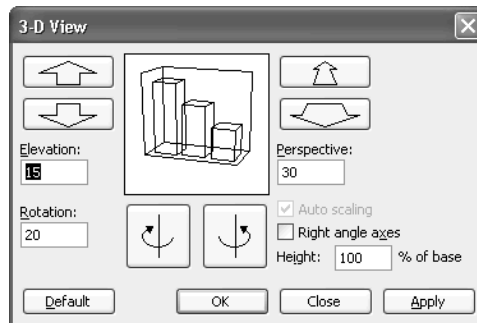 3-D View
Elevation:
15
Perspective:
30
Rotation:
20
Auto scaling
Right angle axes
Height: 100 % of base
Default OK Close Apply